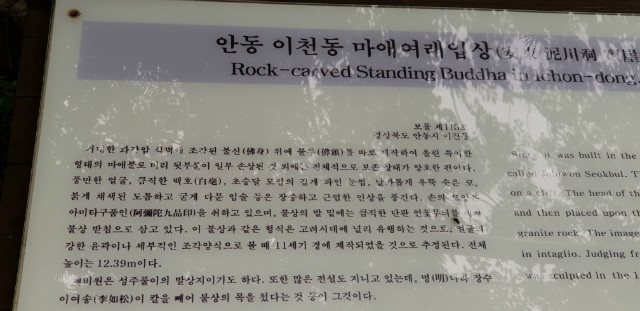 안동 이천동 마애여래입상
Rock-carved Standing Buddha in Ichon-dong,
보물 제115호
경상북도 안동시 이천동
거대한 화강암 석벽에 조각된 불신(佛身) 위에 불두(佛頭)를 따로 제작하여 올린 특이한
형태의 마애불로 머리 뒷부분이 일부 손상된 것 외에는 전체적으로 보존 상태가 양호한 편이다.
풍만한 얼굴, 큼직한 백호(白毫), 초승달 모양의 길게 파인 눈썹, 날카롭게 우뚝 솟은 코,
붉게 채색된 도톰하고 굳게 다문 입술 등은 장중하고 근엄한 인상을 풍긴다. 손의 모양은
아미타구품인(阿彌陀九品印)을 취하고 있으며, 불상의 발 밑에는 큼직한 단판 연꽃무늬를 새겨
불상 받침으로 삼고 있다. 이 불상과 같은 형식은 고려시대에 널리 유행하는 것으로, 얼굴의
강한 윤곽이나 세부적인 조각양식으로 볼 때 11세기 경에 제작되었을 것으로 추정된다. 전체
높이는 12.39m이다.
제비원은 성주풀이의 발상지이기도 하다. 또한 많은 전설도 지니고 있는데, 명(明)나라 장수
이여송(李如松)이 칼을 빼어 불상의 목을 쳤다는 것 등이 그것이다.
it was built in the
called Jebiwon Seokbul. T
on a cliff. The head of th
and then placed upon th
granite rock. The image
in intaglio. Judging fr
was sculpted in the 1